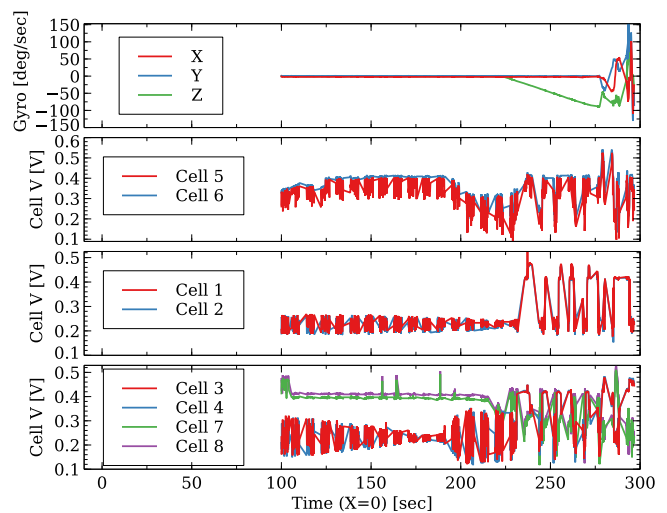 Gyro [deg/sec]
150
100
50
0
−50
−100
−150
X
Y
Z
Cell V [V]
0.6
0.5
0.4
0.3
0.2
0.1
Cell 5
Cell 6
Cell V [V]
0.5
0.4
0.3
0.2
0.1
Cell 1
Cell 2
Cell V [V]
0.5
0.4
0.3
0.2
0.1
Cell 3
Cell 4
Cell 7
Cell 8
0 50 100 150 200 250 300
Time (X=0) [sec]